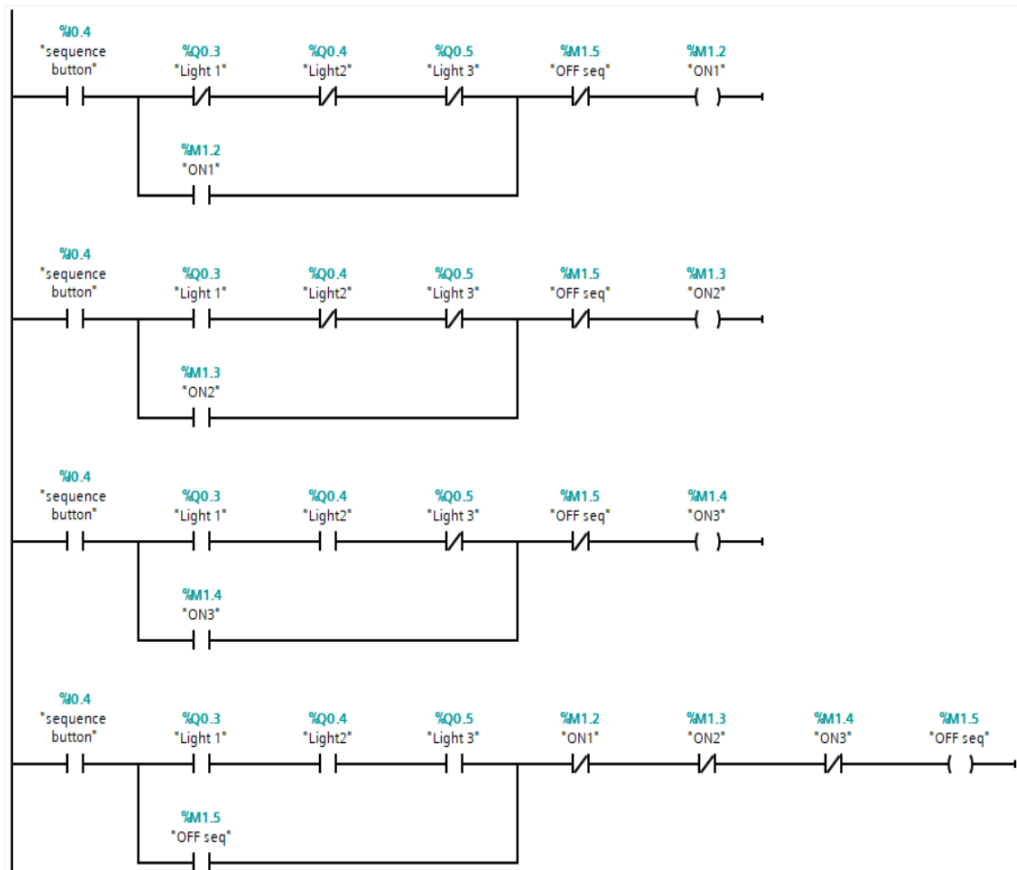 %I0.4
"sequence
button"
%Q0.3
"Light 1"
%Q0.4
"Light2"
%Q0.5
"Light 3"
%M1.5
"OFF seq"
%M1.2
"ON1"
%M1.2
"ON1"
%I0.4
"sequence
button"
%Q0.3
"Light 1"
%Q0.4
"Light2"
%Q0.5
"Light 3"
%M1.5
"OFF seq"
%M1.3
"ON2"
%M1.3
"ON2"
%I0.4
"sequence
button"
%Q0.3
"Light 1"
%Q0.4
"Light2"
%Q0.5
"Light 3"
%M1.5
"OFF seq"
%M1.4
"ON3"
%M1.4
"ON3"
%I0.4
"sequence
button"
%Q0.3
"Light 1"
%Q0.4
"Light2"
%Q0.5
"Light 3"
%M1.2
"ON1"
%M1.3
"ON2"
%M1.4
"ON3"
%M1.5
"OFF seq"
%M1.5
"OFF seq"